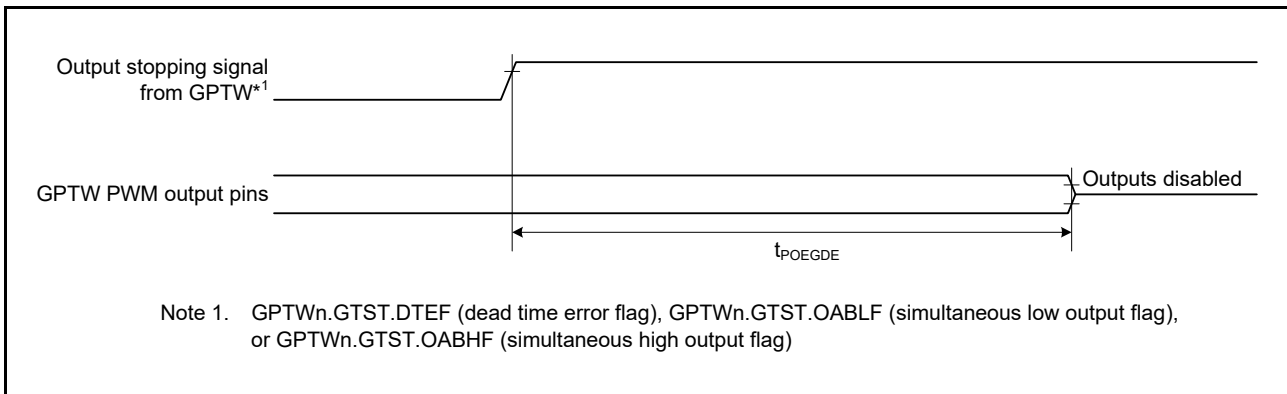 Output stopping signal
from GPTW*1
GPTW PWM output pins
Outputs disabled
tPOEGDE
Note 1. GPTWn.GTST.DTEF (dead time error flag), GPTWn.GTST.OABLF (simultaneous low output flag),
or GPTWn.GTST.OABHF (simultaneous high output flag)